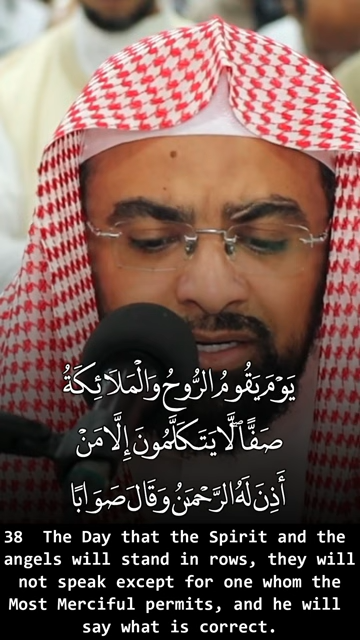 يَوْمَ يَقُومُ الرُّوحُ وَالْمَلَائِكَةُ
صَفًّا لَّا يَتَكَلَّمُونَ إِلَّا مَنْ
أَذِنَ لَهُ الرَّحْمَٰنُ وَقَالَ صَوَابًا
38 The Day that the Spirit and the
angels will stand in rows, they will
not speak except for one whom the
Most Merciful permits, and he will
say what is correct.